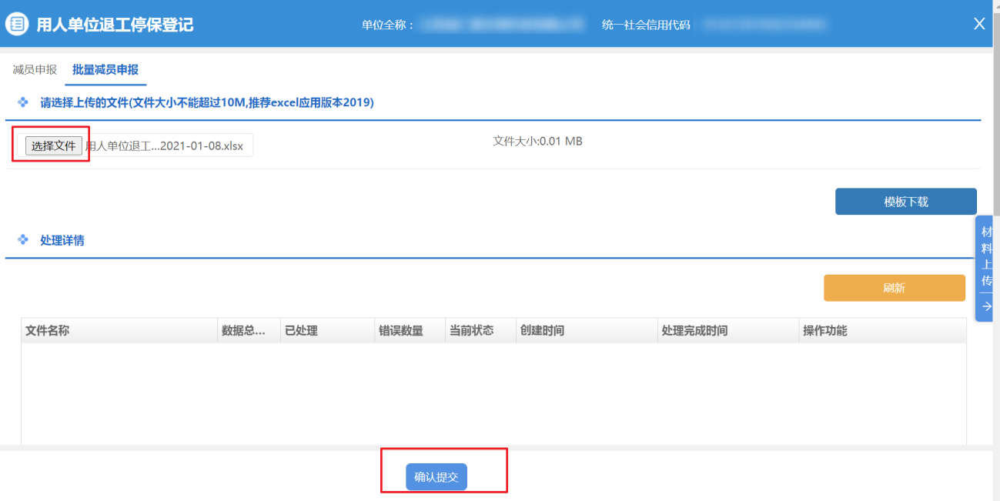 用人单位退工停保登记
单位全称：
统一社会信用代码
X
减员申报
批量减员申报
请选择上传的文件(文件大小不能超过10M,推荐excel应用版本2019)
选择文件
用人单位退工...2021-01-08.xlsx
文件大小:0.01 MB
模板下载
材料上传
处理详情
刷新
文件名称 数据总... 已处理 错误数量 当前状态 创建时间 处理完成时间 操作功能
确认提交